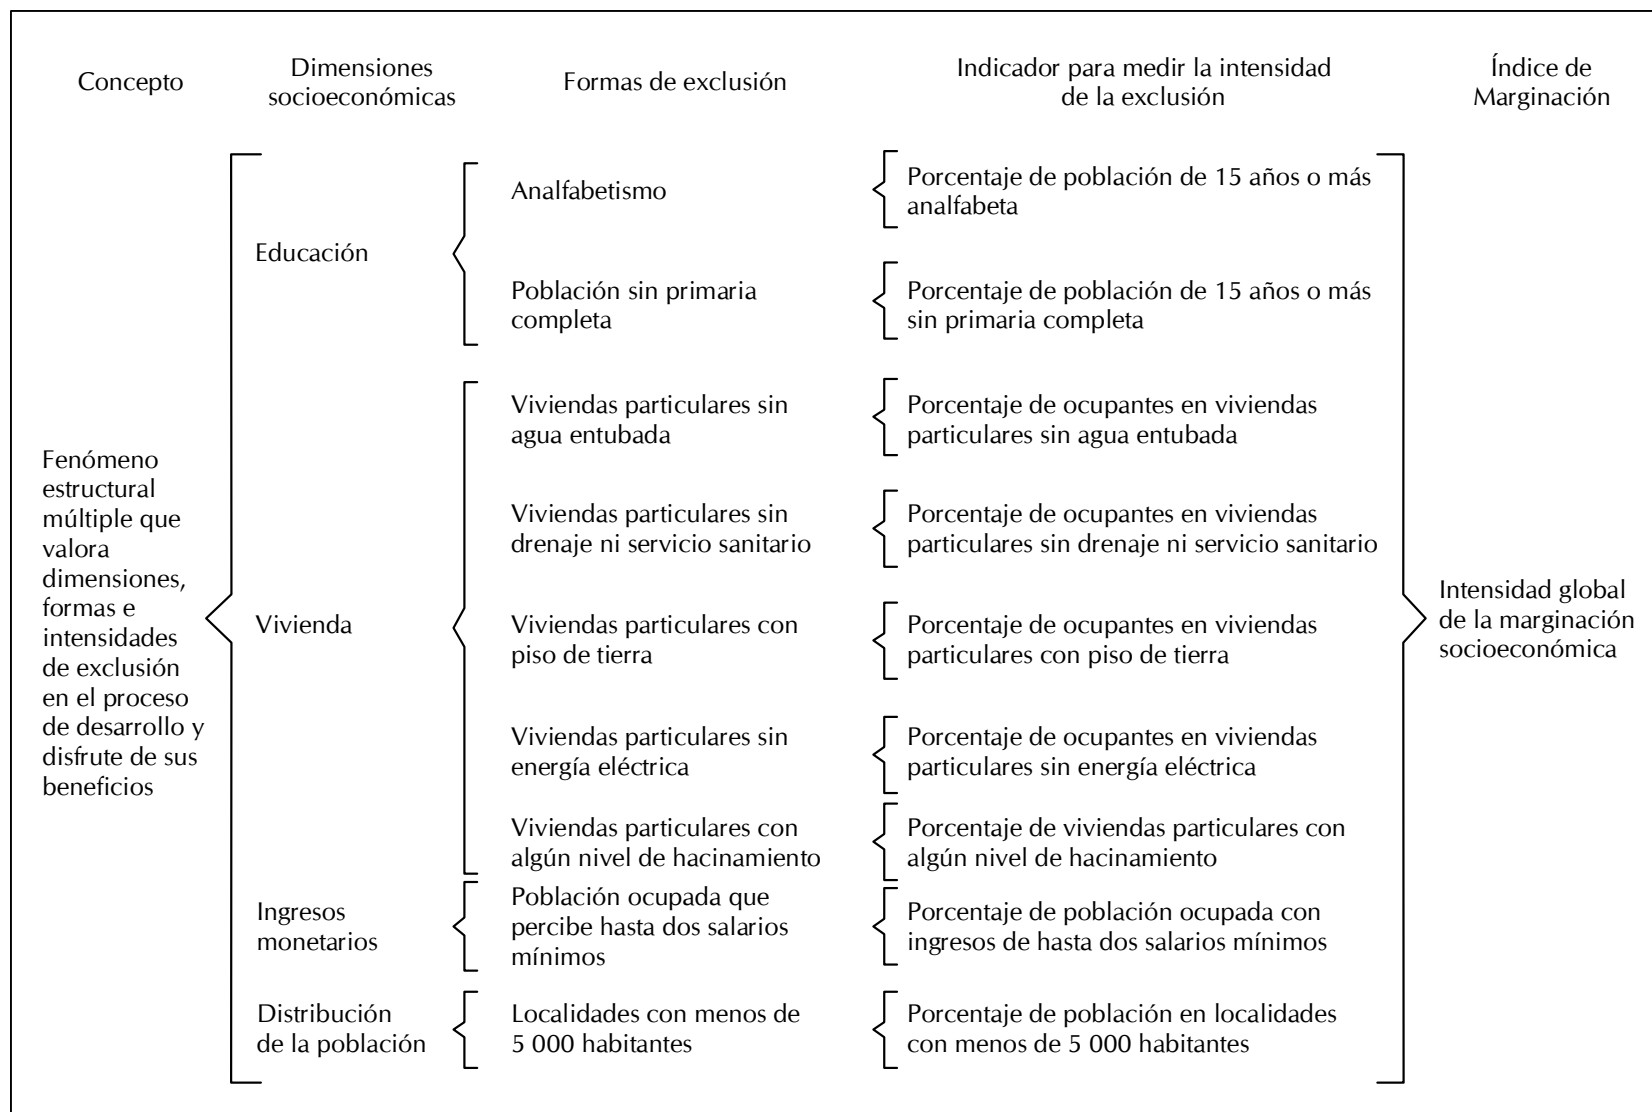 Concepto
Dimensiones
socioeconómicas
Formas de exclusión
Indicador para medir la intensidad
de la exclusión
Índice de
Marginación
Fenómeno
estructural
múltiple que
valora
dimensiones,
formas e
intensidades
de exclusión
en el proceso
de desarrollo y
disfrute de sus
beneficios
Educación
Analfabetismo
Porcentaje de población de 15 años o más
analfabeta
Población sin primaria
completa
Porcentaje de población de 15 años o más
sin primaria completa
Vivienda
Viviendas particulares sin
agua entubada
Porcentaje de ocupantes en viviendas
particulares sin agua entubada
Viviendas particulares sin
drenaje ni servicio sanitario
Porcentaje de ocupantes en viviendas
particulares sin drenaje ni servicio sanitario
Viviendas particulares con
piso de tierra
Porcentaje de ocupantes en viviendas
particulares con piso de tierra
Viviendas particulares sin
energía eléctrica
Porcentaje de ocupantes en viviendas
particulares sin energía eléctrica
Viviendas particulares con
algún nivel de hacinamiento
Porcentaje de viviendas particulares con
algún nivel de hacinamiento
Ingresos
monetarios
Población ocupada que
percibe hasta dos salarios
mínimos
Porcentaje de población ocupada con
ingresos de hasta dos salarios mínimos
Distribución
de la población
Localidades con menos de
5 000 habitantes
Porcentaje de población en localidades
con menos de 5 000 habitantes
Intensidad global
de la marginación
socioeconómica